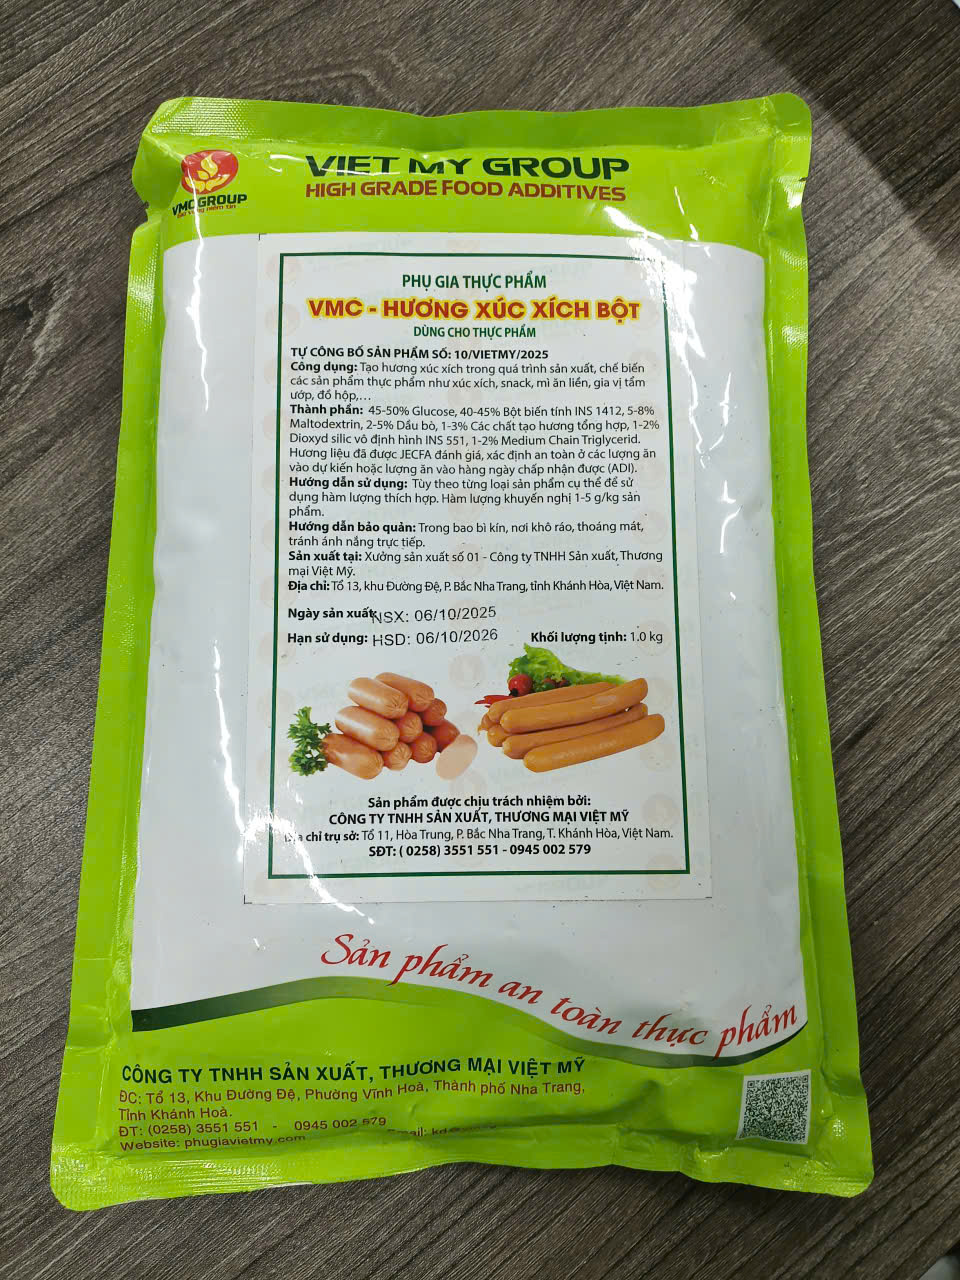 VIET MY GROUP
HIGH GRADE FOOD ADDITIVES
VMCGROUP
PHỤ GIA THỰC PHẨM
VMC - HƯƠNG XÚC XÍCH BỘT
DÙNG CHO THỰC PHẨM
TỰ CÔNG BỐ SẢN PHẨM SỐ: 10/VIETMY/2025
Công dụng: Tạo hương xúc xích trong quá trình sản xuất, chế biến
các sản phẩm thực phẩm như xúc xích, snack, mì ăn liền, gia vị tẩm
ướp, đồ hộp,...
Thành phần: 45-50% Glucose, 40-45% Bột biến tính INS 1412, 5-8%
Maltodextrin, 2-5% Dầu bò, 1-3% Các chất tạo hương tổng hợp, 1-2%
Dioxyd silic vô định hình INS 551, 1-2% Medium Chain Triglycerid.
Hương liệu đã được JECFA đánh giá, xác định an toàn ở các lượng ăn
vào dự kiến hoặc lượng ăn vào hàng ngày chấp nhận được (ADI).
Hướng dẫn sử dụng: Tùy theo từng loại sản phẩm cụ thể để sử
dụng hàm lượng thích hợp. Hàm lượng khuyến nghị 1-5 g/kg sản
phẩm.
Hướng dẫn bảo quản: Trong bao bì kín, nơi khô ráo, thoáng mát,
tránh ánh nắng trực tiếp.
Sản xuất tại: Xưởng sản xuất số 01 - Công ty TNHH Sản xuất, Thương
mại Việt Mỹ.
Địa chỉ: Tổ 13, khu Đường Đệ, P. Bắc Nha Trang, tỉnh Khánh Hòa, Việt Nam.
Ngày sản xuất: NSX: 06/10/2025
Hạn sử dụng: HSD: 06/10/2026 Khối lượng tịnh: 1.0 kg
Sản phẩm được chịu trách nhiệm bởi:
CÔNG TY TNHH SẢN XUẤT, THƯƠNG MẠI VIỆT MỸ
Địa chỉ trụ sở: Tổ 11, Hòa Trung, P. Bắc Nha Trang, T. Khánh Hòa, Việt Nam.
SĐT: ( 0258) 3551 551 - 0945 002 579
Sản phẩm an toàn thực phẩm
CÔNG TY TNHH SẢN XUẤT, THƯƠNG MẠI VIỆT MỸ
ĐC: Tổ 13, Khu Đường Đệ, Phường Vĩnh Hoà, Thành phố Nha Trang,
Tỉnh Khánh Hoà.
ĐT: (0258) 3551 551 - 0945 002 579
Website: phugiavietmy.com